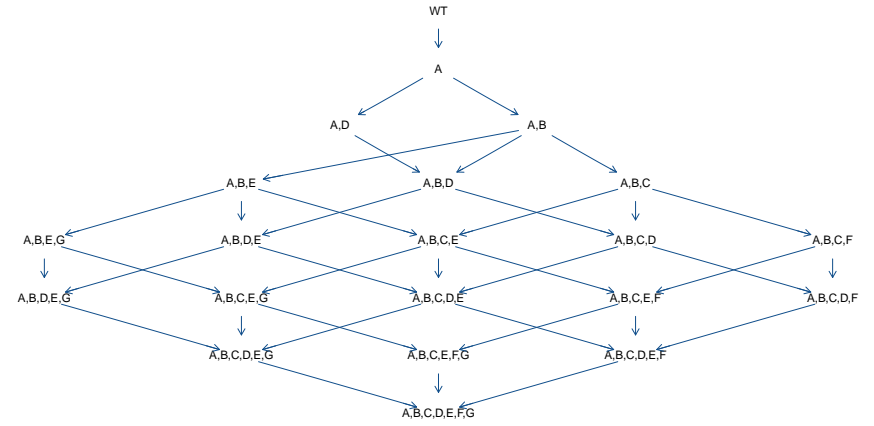 WT
A
A,D A,B
A,B,E A,B,D A,B,C
A,B,E,G A,B,D,E A,B,C,E A,B,C,D A,B,C,F
A,B,D,E,G A,B,C,E,G A,B,C,D,E A,B,C,E,F A,B,C,D,F
A,B,C,D,E,G A,B,C,E,F,G A,B,C,D,E,F
A,B,C,D,E,F,G